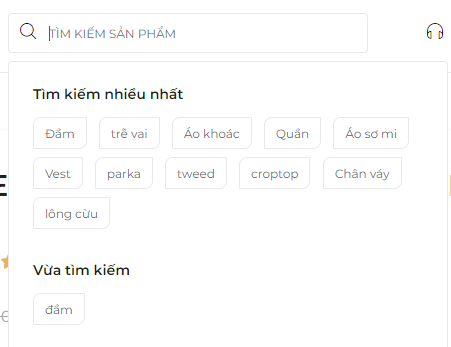 TÌM KIẾM SẢN PHẨM
Tìm kiếm nhiều nhất
Đầm trễ vai Áo khoác Quần Áo sơ mi
Vest parka tweed croptop Chân váy
lông cừu
Vừa tìm kiếm
đầm